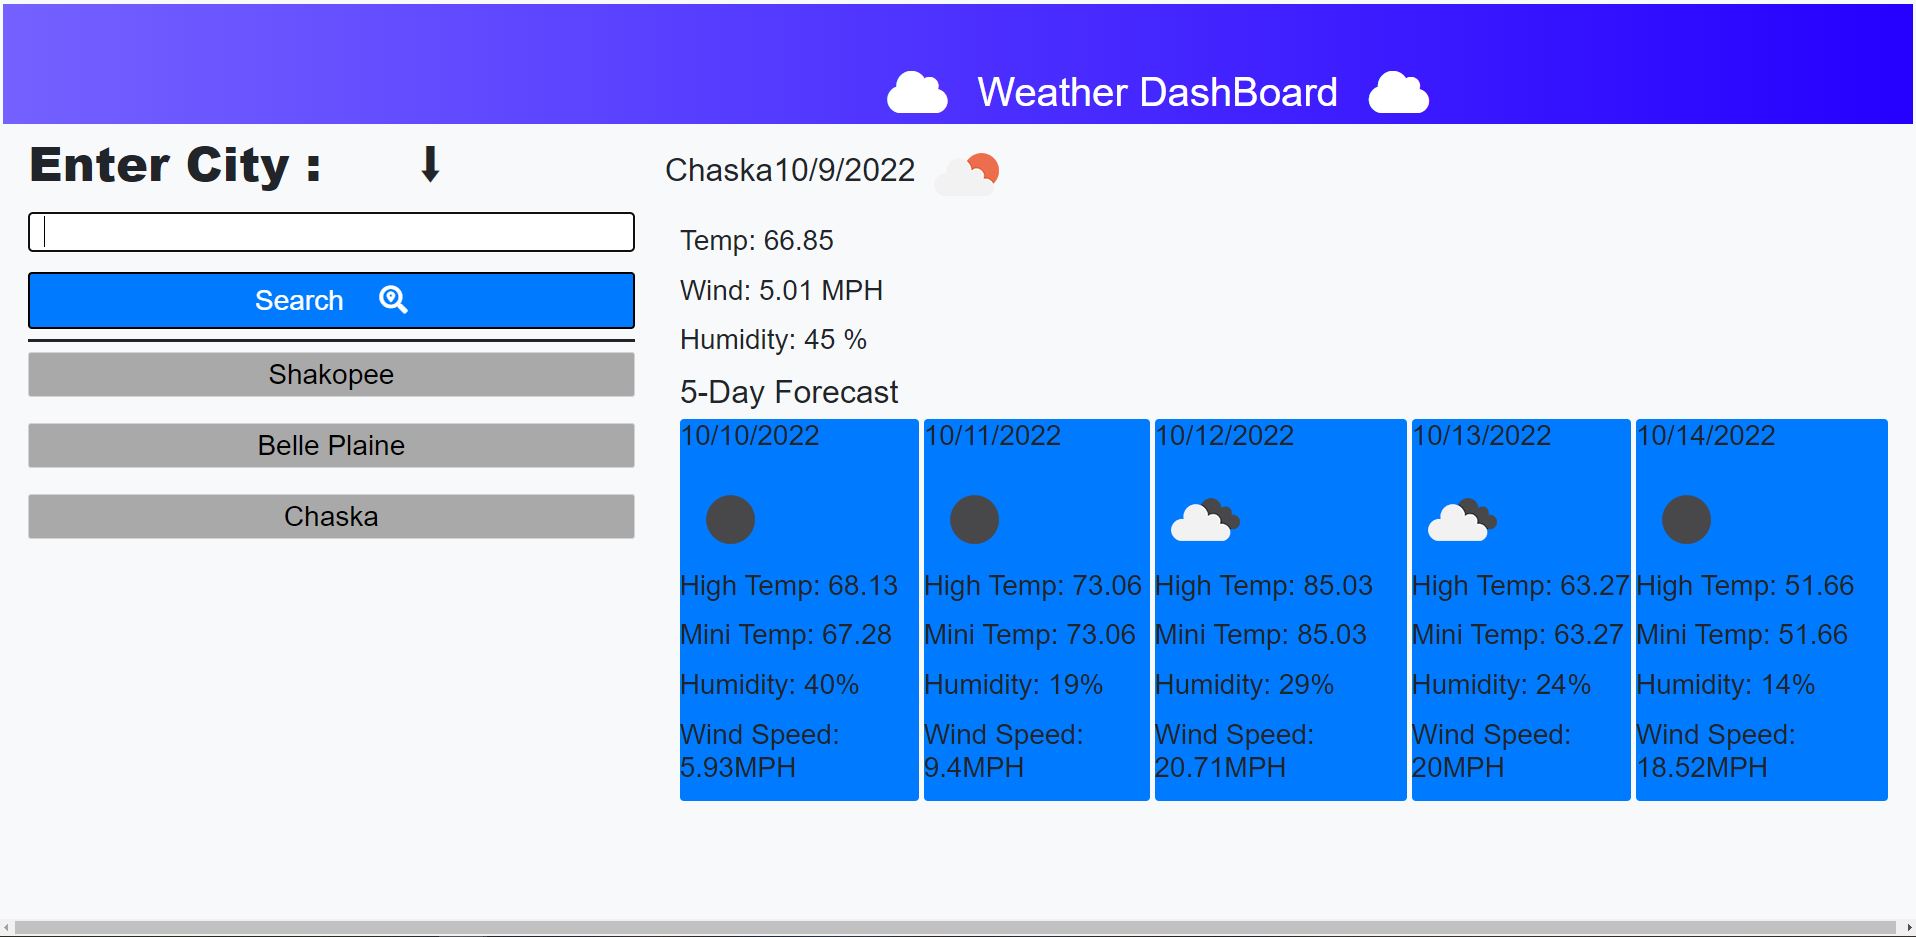 Weather DashBoard
Enter City :
Search
Shakopee
Belle Plaine
Chaska
Chaska10/9/2022
Temp: 66.85
Wind: 5.01 MPH
Humidity: 45 %
5-Day Forecast
10/10/2022
High Temp: 68.13
Mini Temp: 67.28
Humidity: 40%
Wind Speed:
5.93MPH
10/11/2022
High Temp: 73.06
Mini Temp: 73.06
Humidity: 19%
Wind Speed:
9.4MPH
10/12/2022
High Temp: 85.03
Mini Temp: 85.03
Humidity: 29%
Wind Speed:
20.71MPH
10/13/2022
High Temp: 63.27
Mini Temp: 63.27
Humidity: 24%
Wind Speed:
20MPH
10/14/2022
High Temp: 51.66
Mini Temp: 51.66
Humidity: 14%
Wind Speed:
18.52MPH